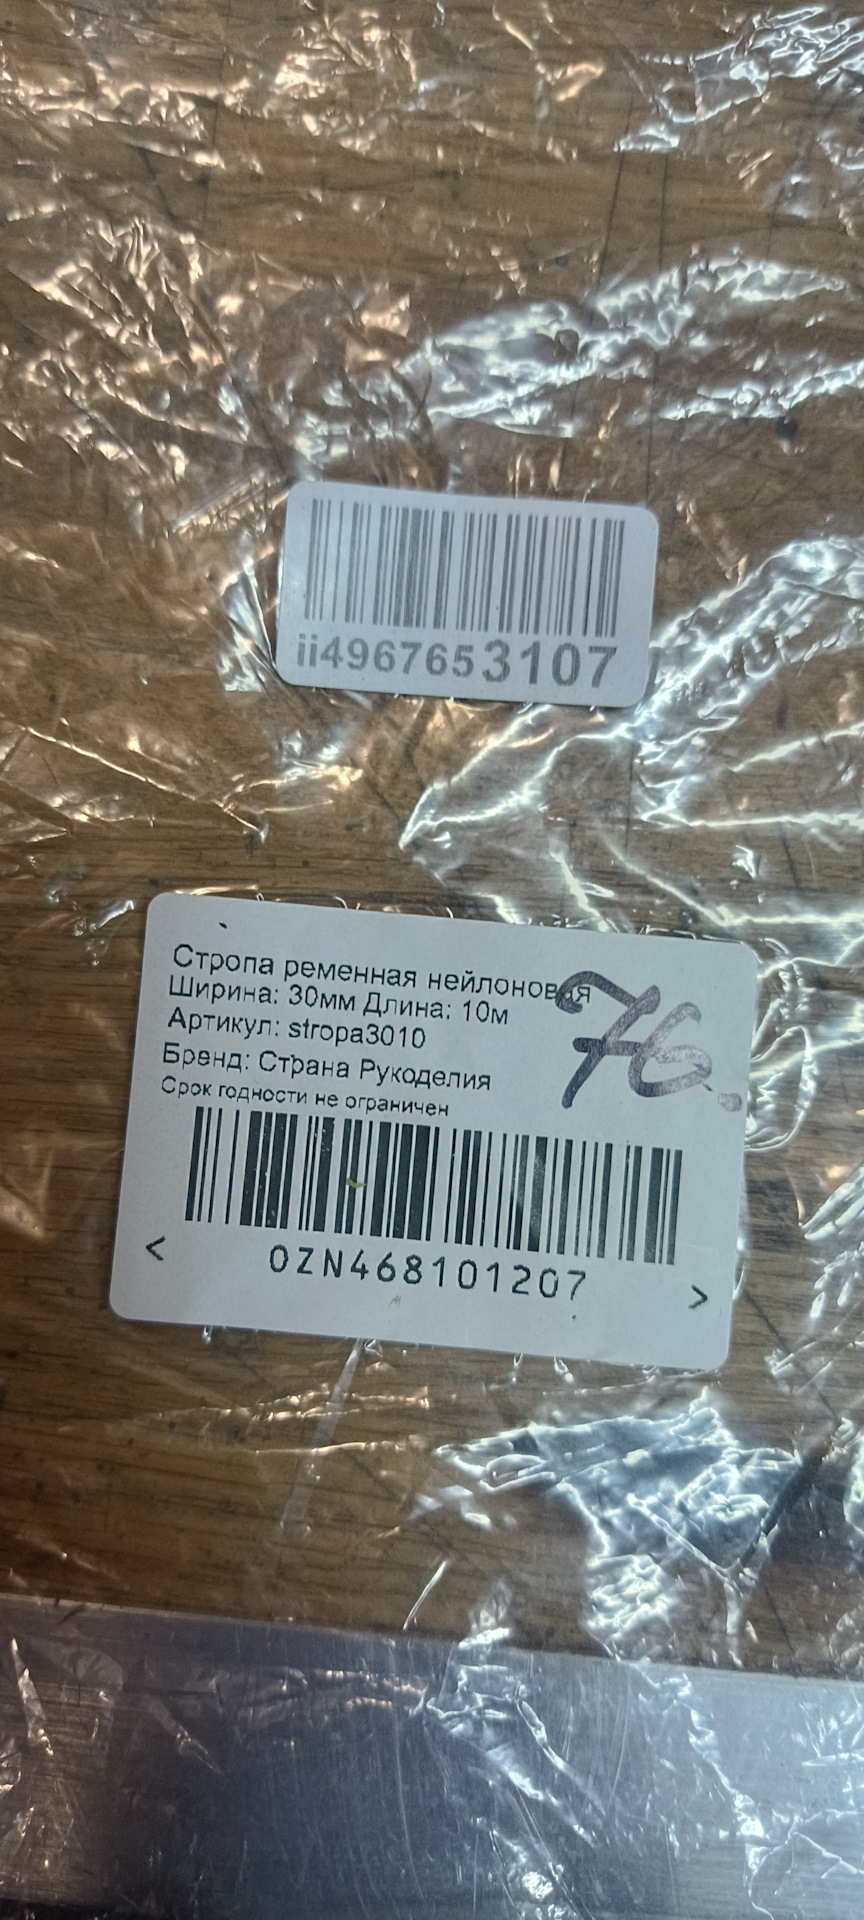 ii4967653107
Стропа ременная нейлоновая
Ширина: 30мм Длина: 10м
Артикул: stropa3010
Бренд: Страна Рукоделия
Срок годности не ограничен
76
< OZN468101207 >